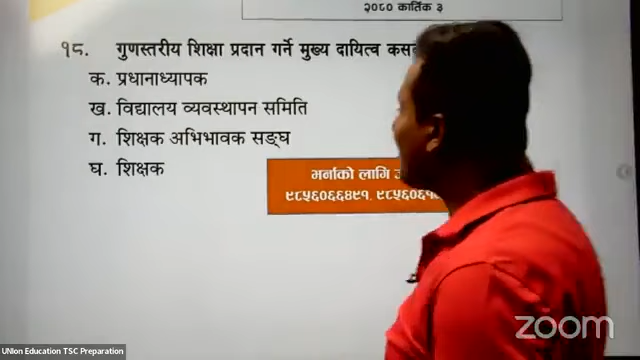 २०८० कार्तिक ३
१८. गुणस्तरीय शिक्षा प्रदान गर्ने मुख्य दायित्व
क. प्रधानाध्यापक
ख. विद्यालय व्यवस्थापन समिति
ग. शिक्षक अभिभावक सङ्घ
घ. शिक्षक
भर्नाको लागि
९८५६०६६४९१,
zoom
UNIon Education TSC Preparation